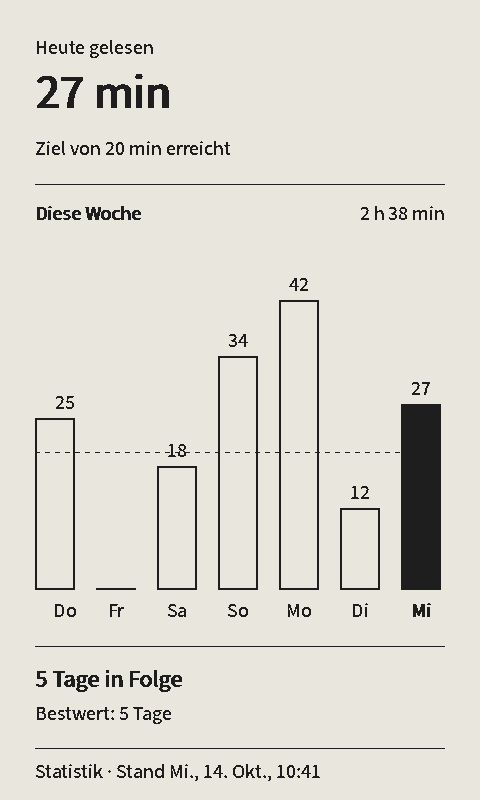 Heute gelesen
27 min
Ziel von 20 min erreicht
Diese Woche 2 h 38 min
42
34
27
25
18
12
Do Fr Sa So Mo Di Mi
5 Tage in Folge
Bestwert: 5 Tage
Statistik · Stand Mi., 14. Okt., 10:41